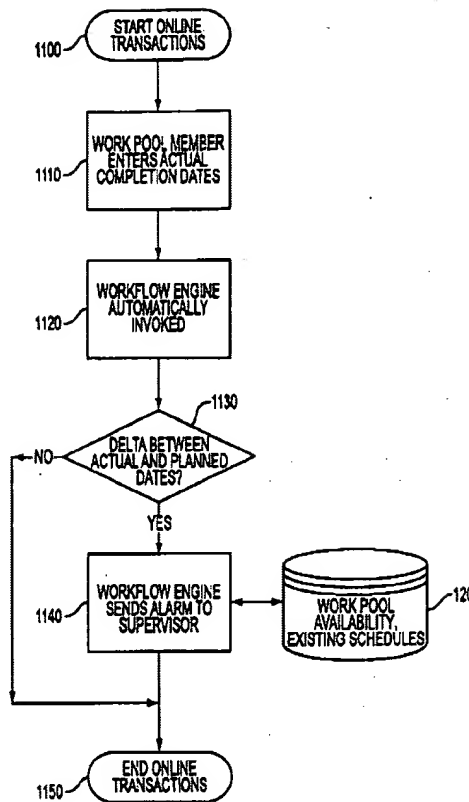 START ONLINE
TRANSACTIONS
1100
WORK POOL MEMBER
ENTERS ACTUAL
COMPLETION DATES
1110
WORKFLOW ENGINE
AUTOMATICALLY
INVOKED
1120
1130
DELTA BETWEEN
ACTUAL AND PLANNED
DATES?
NO
YES
WORKFLOW ENGINE
SENDS ALARM TO
SUPERVISOR
1140
WORK POOL
AVAILABILITY,
EXISTING SCHEDULES
120
END ONLINE
TRANSACTIONS
1150